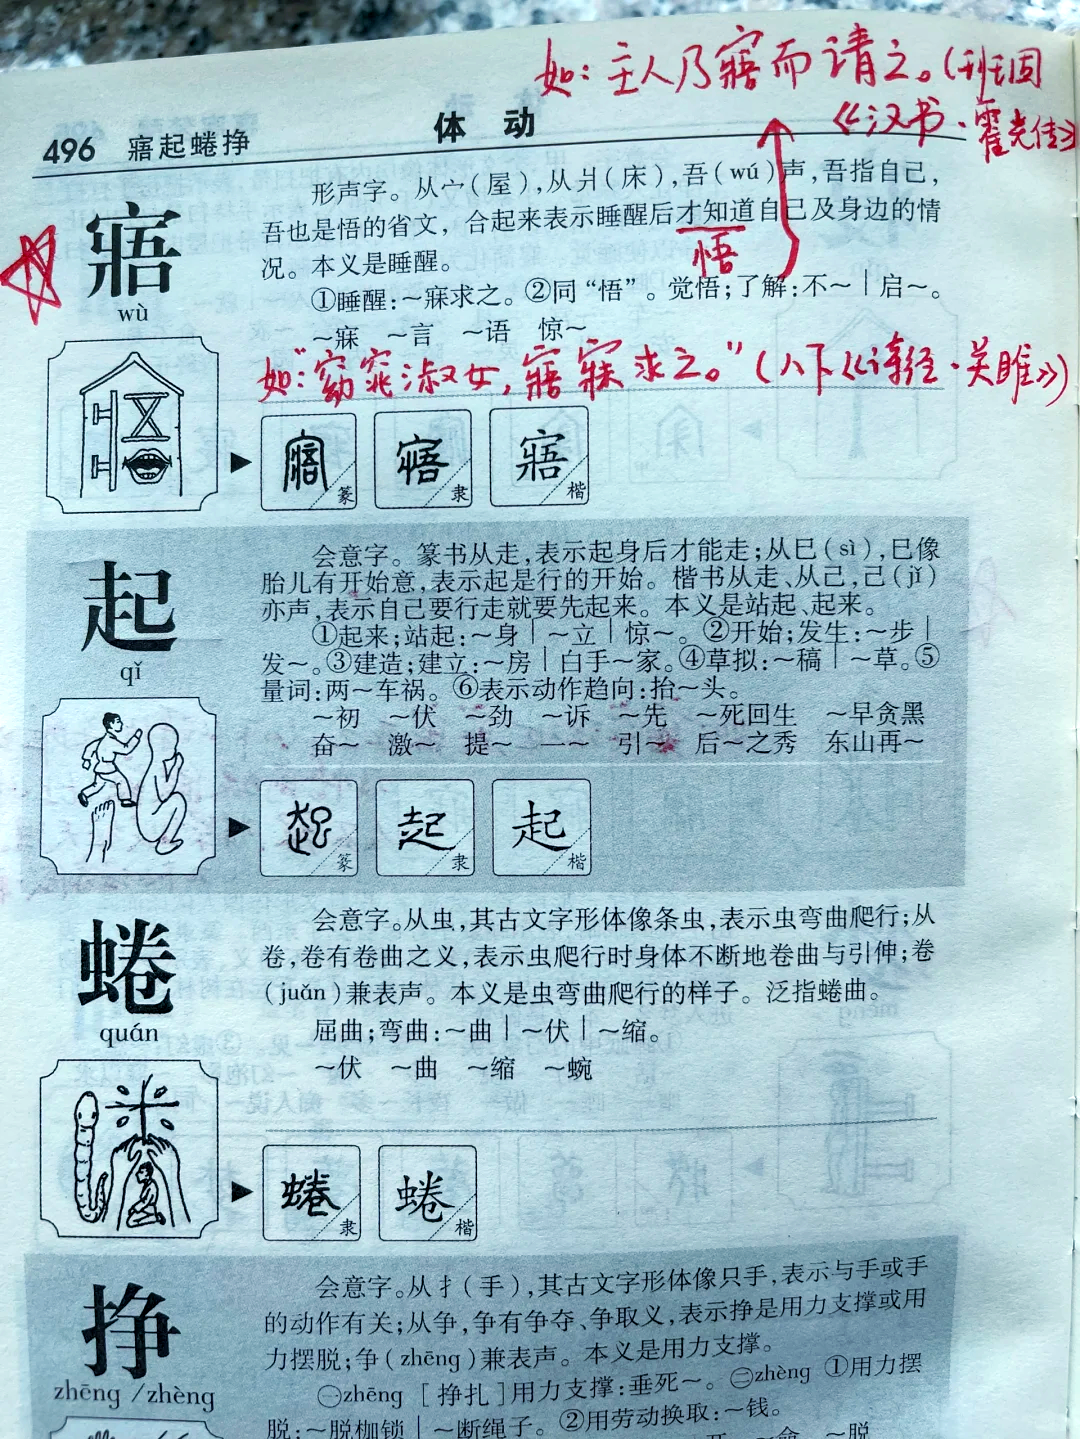 如：主人乃寤而请之。（班固
《汉书·霍光传》
496 寤起蜷挣 体动
寤
wù
形声字。从宀（屋），从爿（床），吾（wú）声，吾指自己，
吾也是悟的省文，合起来表示睡醒后才知道自己及身边的情
悟
况。本义是睡醒。
①睡醒：～寐求之。②同“悟”。觉悟；了解：不～｜启～。
～寐 ～言 ～语 惊～
如：“窈窕淑女，寤寐求之。”（八下《诗经·关雎》）
篆 寤隶 寤楷
起
qǐ
会意字。篆书从走，表示起身后才能走；从巳（sì），巳像
胎儿有开始意，表示起是行的开始。楷书从走、从己，己（jǐ）
亦声，表示自己要行走就要先起来。本义是站起、起来。
①起来；站起：～身｜～立｜惊～。②开始；发生：～步｜
发～。③建造；建立：～房｜白手～家。④草拟：～稿｜～草。⑤
量词：两～车祸。⑥表示动作趋向：抬～头。
～初 ～伏 ～劲 ～诉 ～先 ～死回生 ～早贪黑
奋～ 激～ 提～ 一～ 引～ 后～之秀 东山再～
起篆 起隶 起楷
蜷
quán
会意字。从虫，其古文字形体像条虫，表示虫弯曲爬行；从
卷，卷有卷曲之义，表示虫爬行时身体不断地卷曲与引伸；卷
（juǎn）兼表声。本义是虫弯曲爬行的样子。泛指蜷曲。
屈曲；弯曲：～曲｜～伏｜～缩。
～伏 ～曲 ～缩 ～蜿
蜷隶 蜷楷
挣
zhēng /zhèng
会意字。从扌（手），其古文字形体像只手，表示与手或手
的动作有关；从争，争有争夺、争取义，表示挣是用力支撑或用
力摆脱；争（zhēng）兼表声。本义是用力支撑。
㊀zhēng ［挣扎］用力支撑：垂死～。㊁zhèng ①用力摆
脱：～脱枷锁｜～断绳子。②用劳动换取：～钱。
～命 ～脱